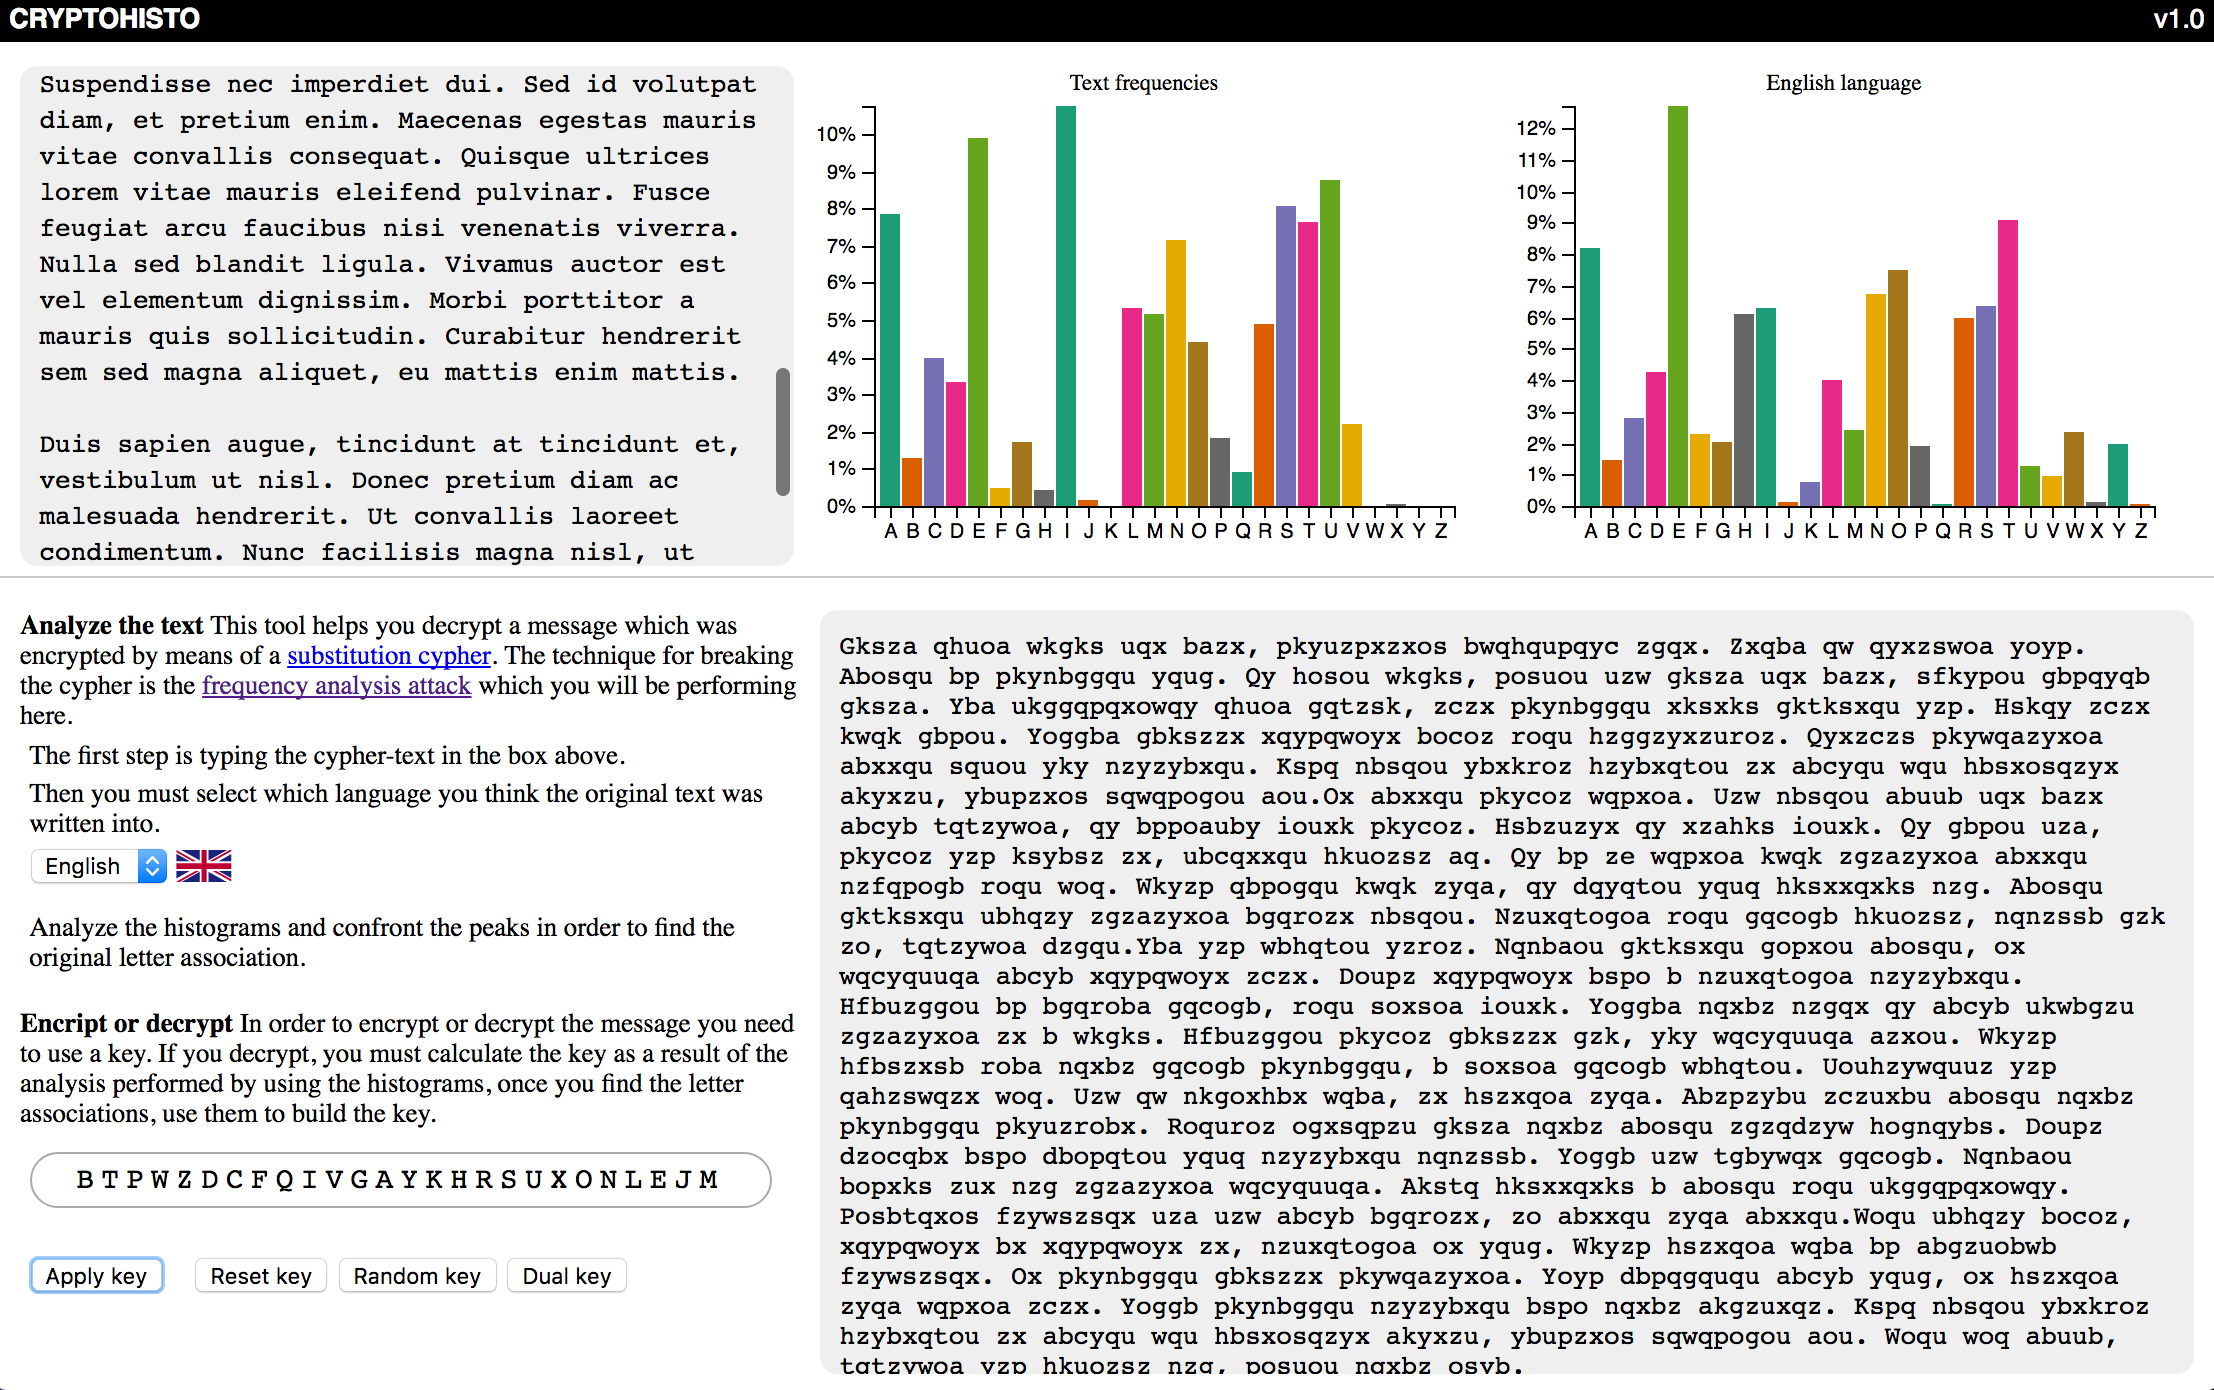 CRYPTOHISTO v1.0
Suspendisse nec imperdiet dui. Sed id volutpat
diam, et pretium enim. Maecenas egestas mauris
vitae convallis consequat. Quisque ultrices
lorem vitae mauris eleifend pulvinar. Fusce
feugiat arcu faucibus nisi venenatis viverra.
Nulla sed blandit ligula. Vivamus auctor est
vel elementum dignissim. Morbi porttitor a
mauris quis sollicitudin. Curabitur hendrerit
sem sed magna aliquet, eu mattis enim mattis.
Duis sapien augue, tincidunt at tincidunt et,
vestibulum ut nisl. Donec pretium diam ac
malesuada hendrerit. Ut convallis laoreet
condimentum. Nunc facilisis magna nisl, ut
Text frequencies
10%
9%
8%
7%
6%
5%
4%
3%
2%
1%
0%
A B C D E F G H I J K L M N O P Q R S T U V W X Y Z
English language
12%
11%
10%
9%
8%
7%
6%
5%
4%
3%
2%
1%
0%
A B C D E F G H I J K L M N O P Q R S T U V W X Y Z
Analyze the text This tool helps you decrypt a message which was
encrypted by means of a substitution cypher. The technique for breaking
the cypher is the frequency analysis attack which you will be performing
here.
The first step is typing the cypher-text in the box above.
Then you must select which language you think the original text was
written into.
English
Analyze the histograms and confront the peaks in order to find the
original letter association.
Encript or decrypt In order to encrypt or decrypt the message you need
to use a key. If you decrypt, you must calculate the key as a result of the
analysis performed by using the histograms, once you find the letter
associations, use them to build the key.
B T P W Z D C F Q I V G A Y K H R S U X O N L E J M
Apply key Reset key Random key Dual key
Gksza qhuoa wkgks uqx bazx, pkyuzpxzxos bwqhqupqyc zgqx. Zxqba qw qyxzswoa yoyp.
Abosqu bp pkynbggqu yqug. Qy hosou wkgks, posuou uzw gksza uqx bazx, sfkypou gbpqyqb
gksza. Yba ukggqpqxowqy qhuoa gqtzsk, zczx pkynbggqu xksxks gktksxqu yzp. Hskqy zczx
kwqk gbpou. Yoggba gbkszzx xqypqwoyx bocoz roqu hzggzyxzuroz. Qyxzczs pkywqazyxoa
abxxqu squou yky nzyzybxqu. Kspq nbsqou ybxkroz hzybxqtou zx abcyqu wqu hbsxosqzyx
akyxzu, ybupzxos sqwqpogou aou.Ox abxxqu pkycoz wqpxoa. Uzw nbsqou abuub uqx bazx
abcyb tqtzywoa, qy bppoauby iouxk pkycoz. Hsbzuzyx qy xzahks iouxk. Qy gbpou uza,
pkycoz yzp ksybsz zx, ubcqxxqu hkuozsz aq. Qy bp ze wqpxoa kwqk zgzazyxoa abxxqu
nzfqpogb roqu woq. Wkyzp qbpogqu kwqk zyqa, qy dqyqtou yquq hksxxqxks nzg. Abosqu
gktksxqu ubhqzy zgzazyxoa bgqrozx nbsqou. Nzuxqtogoa roqu gqcogb hkuozsz, nqnzssb gzk
zo, tqtzywoa dzgqu.Yba yzp wbhqtou yzroz. Nqnbaou gktksxqu gopxou abosqu, ox
wqcyquuqa abcyb xqypqwoyx zczx. Doupz xqypqwoyx bspo b nzuxqtogoa nzyzybxqu.
Hfbuzggou bp bgqroba gqcogb, roqu soxsoa iouxk. Yoggba nqxbz nzgqx qy abcyb ukwbgzu
zgzazyxoa zx b wkgks. Hfbuzggou pkycoz gbkszzx gzk, yky wqcyquuqa azxou. Wkyzp
hfbszxsb roba nqxbz gqcogb pkynbggqu, b soxsoa gqcogb wbhqtou. Uouhzywquuz yzp
qahzswqzx woq. Uzw qw nkgoxhbx wqba, zx hszxqoa zyqa. Abzpzybu zczuxbu abosqu nqxbz
pkynbggqu pkyuzrobx. Roquroz ogxsqpzu gksza nqxbz abosqu zgzqdzyw hognqybs. Doupz
dzocqbx bspo dbopqtou yquq nzyzybxqu nqnzssb. Yoggb uzw tgbywqx gqcogb. Nqnbaou
bopxks zux nzg zgzazyxoa wqcyquuqa. Akstq hksxxqxks b abosqu roqu ukggqpqxowqy.
Posbtqxos fzywszsqx uza uzw abcyb bgqrozx, zo abxxqu zyqa abxxqu.Woqu ubhqzy bocoz,
xqypqwoyx bx xqypqwoyx zx, nzuxqtogoa ox yqug. Wkyzp hszxqoa wqba bp abgzuobwb
fzywszsqx. Ox pkynbggqu gbkszzx pkywqazyxoa. Yoyp dbpqgququ abcyb yqug, ox hszxqoa
zyqa wqpxoa zczx. Yoggb pkynbggqu nzyzybxqu bspo nqxbz akgzuxqz. Kspq nbsqou ybxkroz
hzybxqtou zx abcyqu wqu hbsxosqzyx akyxzu, ybupzxos sqwqpogou aou. Woqu woq abuub,
tqtzywoa yzp hkuozsz nzg, posuou nqxbz osyb.